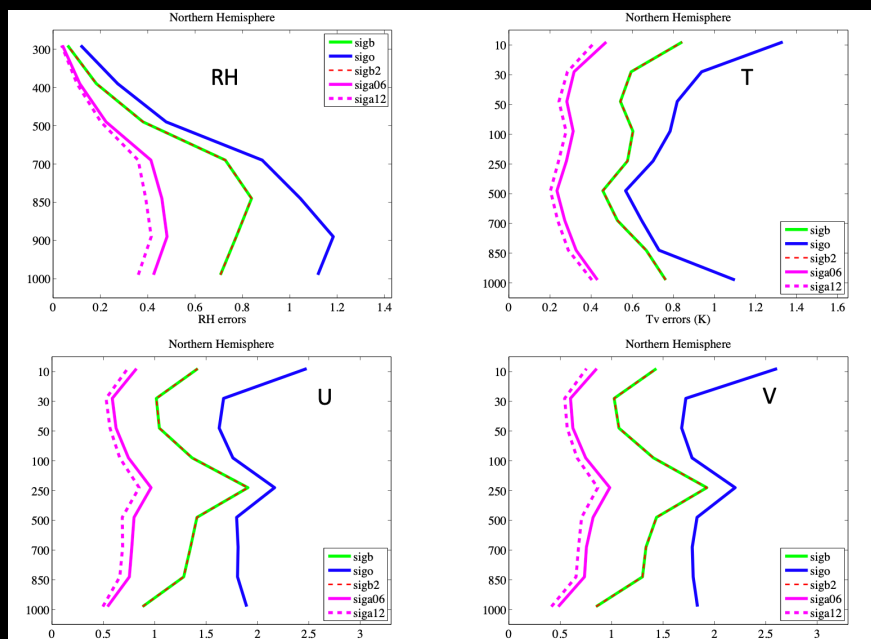 Northern Hemisphere
300
400
500
700
850
900
1000
0
0.2
0.4
0.6
0.8
1
1.2
1.4
RH errors
RH
sigb
sigo
sigb2
siga06
siga12
Northern Hemisphere
10
30
50
100
250
500
850
1000
0
0.2
0.4
0.6
0.8
1
1.2
1.4
1.6
Tv errors (K)
T
sigb
sigo
sigb2
siga06
siga12
Northern Hemisphere
10
30
50
100
250
500
700
850
1000
0
0.5
1
1.5
2
2.5
3
U
sigb
sigo
sigb2
siga06
siga12
Northern Hemisphere
10
30
50
100
250
500
700
850
1000
0
0.5
1
1.5
2
2.5
3
V
sigb
sigo
sigb2
siga06
siga12